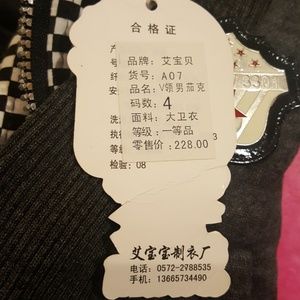 合格证
品牌: 艾宝贝
货号: A07
品名: V领男茄克
码数: 4
面料: 大卫衣
等级: 一等品
零售价: 228.00
检验: 08
艾宝宝制衣厂
电话: 0572-2988535
手机: 13665734490